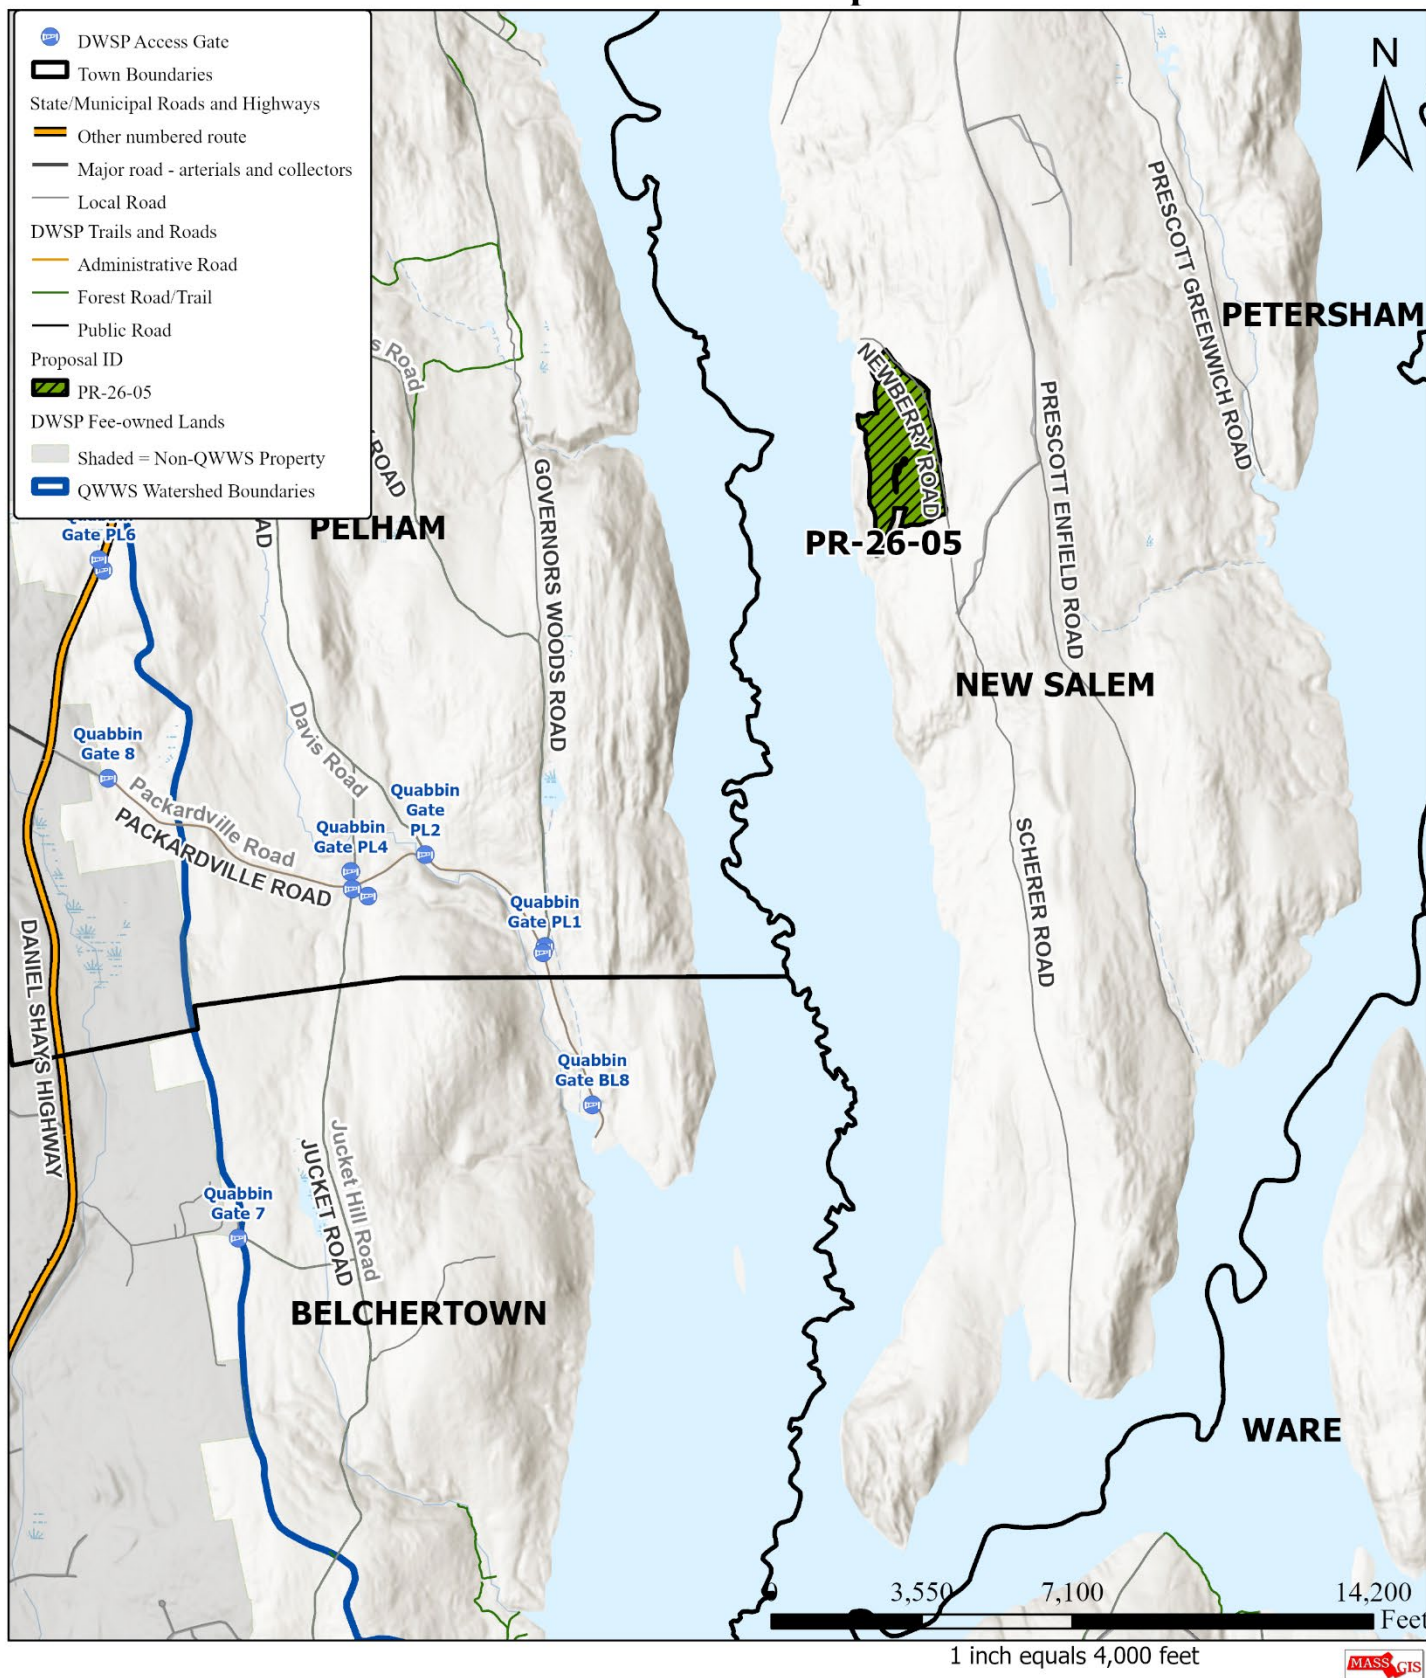 DWSP Access Gate
Town Boundaries
State/Municipal Roads and Highways
Other numbered route
Major road - arterials and collectors
Local Road
DWSP Trails and Roads
Administrative Road
Forest Road/Trail
Public Road
Proposal ID
PR-26-05
DWSP Fee-owned Lands
Shaded = Non-QWWS Property
QWWS Watershed Boundaries
N
PRESCOTT GREENWICH ROAD
PETERSHAM
s Road
ROAD
NEWBERRY ROAD
PRESCOTT ENFIELD ROAD
PR-26-05
GOVERNORS WOODS ROAD
PELHAM
AD
Gate PL6
NEW SALEM
Quabbin
Gate 8
Davis Road
Packardville Road
PACKARDVILLE ROAD
Quabbin
Gate
PL2
Quabbin
Gate PL4
Quabbin
Gate PL1
SCHERER ROAD
DANIEL SHAYS HIGHWAY
Quabbin
Gate BL8
Jucket Hill Road
JUCKET ROAD
Quabbin
Gate 7
BELCHERTOWN
WARE
0 3,550 7,100 14,200
Feet
1 inch equals 4,000 feet
MASS GIS